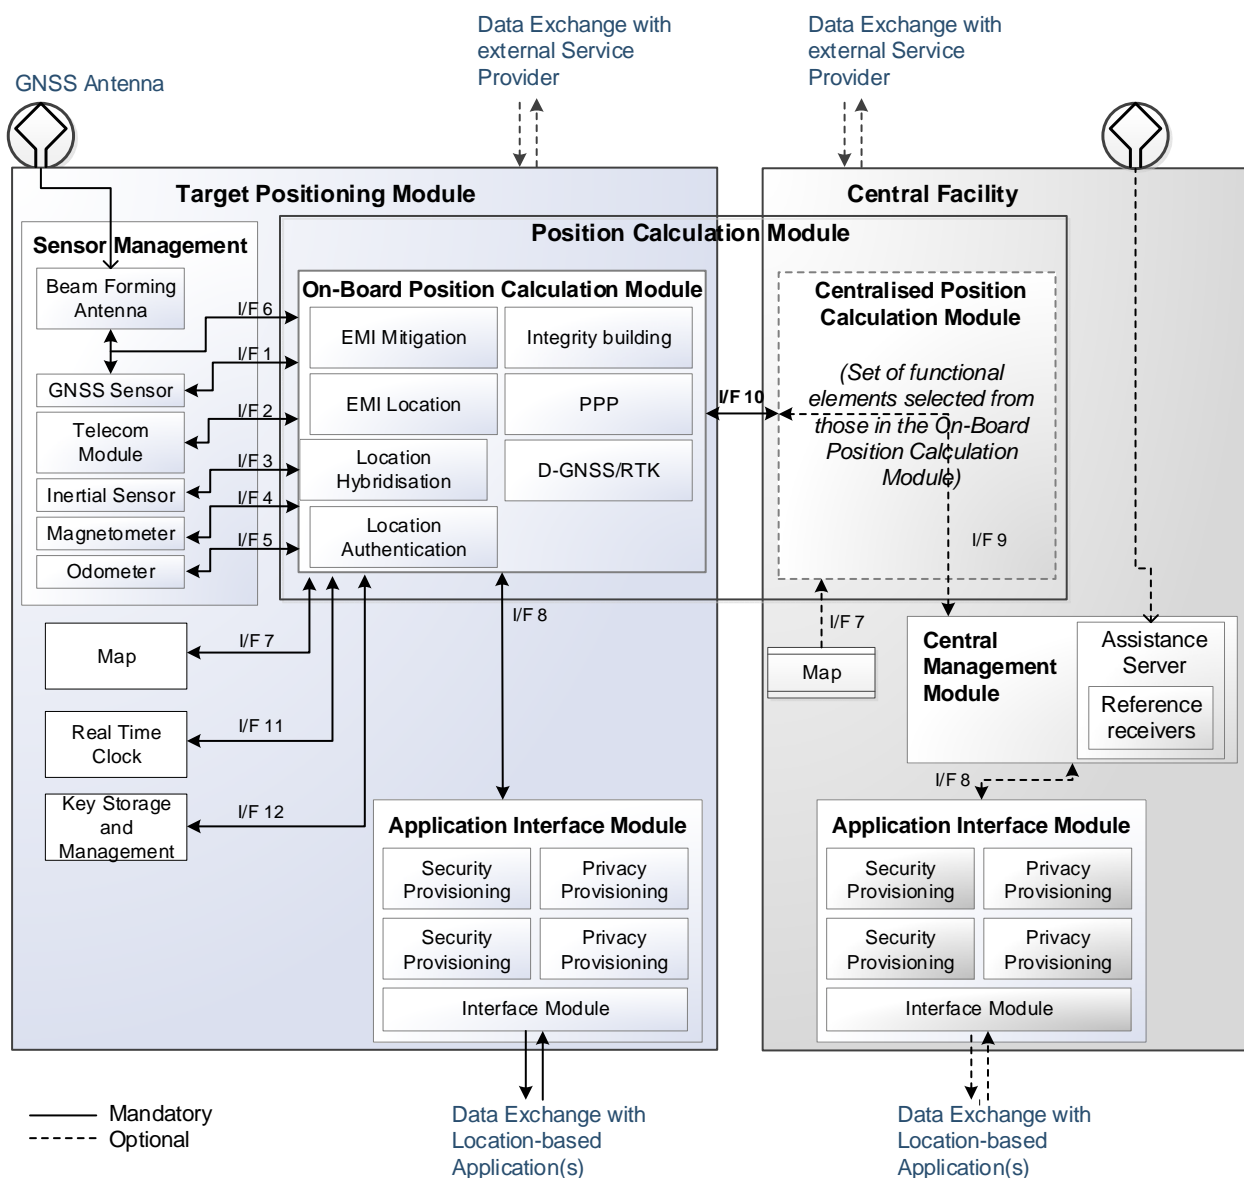 Data Exchange with
external Service
Provider
Data Exchange with
external Service
Provider
GNSS Antenna
Target Positioning Module
Central Facility
Position Calculation Module
Sensor Management
Beam Forming
Antenna
GNSS Sensor
Telecom
Module
Inertial Sensor
Magnetometer
Odometer
I/F 6
I/F 1
I/F 2
I/F 3
I/F 4
I/F 5
On-Board Position Calculation Module
EMI Mitigation
Integrity building
EMI Location
PPP
Location
Hybridisation
D-GNSS/RTK
Location
Authentication
I/F 10
Centralised Position
Calculation Module
(Set of functional
elements selected from
those in the On-Board
Position Calculation
Module)
I/F 9
I/F 8
I/F 7
Map
I/F 7
Map
Central
Management
Module
Assistance
Server
Reference
receivers
Real Time
Clock
I/F 11
Key Storage
and
Management
I/F 12
I/F 8
Application Interface Module
Security
Provisioning
Privacy
Provisioning
Security
Provisioning
Privacy
Provisioning
Interface Module
Application Interface Module
Security
Provisioning
Privacy
Provisioning
Security
Provisioning
Privacy
Provisioning
Interface Module
Mandatory
Optional
Data Exchange with
Location-based
Application(s)
Data Exchange with
Location-based
Application(s)